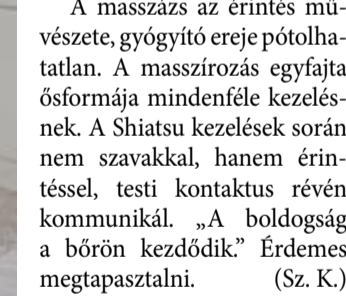 A masszázs az érintés mű-
vészete, gyógyító ereje pótolha-
tatlan. A masszírozás egyfajta
ősformája mindenféle kezelés-
nek. A Shiatsu kezelések során
nem szavakkal, hanem érin-
téssel, testi kontaktus révén
kommunikál. „A boldogság
a bőrön kezdődik.” Érdemes
megtapasztalni. (Sz. K.)